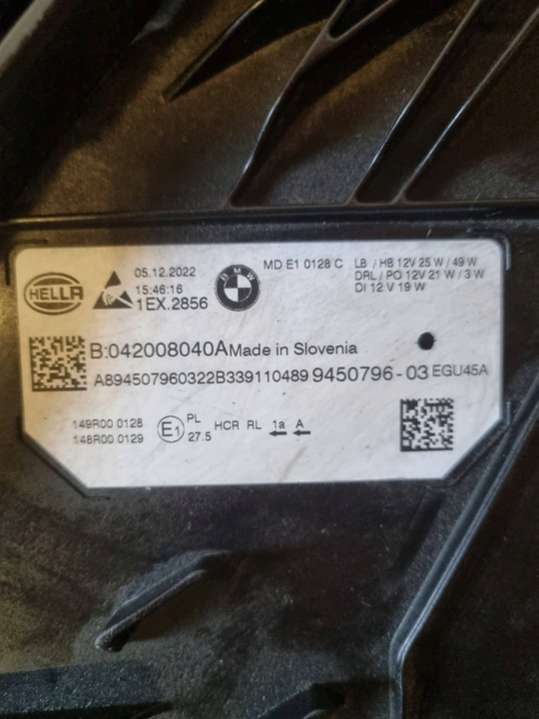 HELLA
05.12.2022
15:46:16
1EX.2856
BMW
MD E1 0128 C
LB / HB 12V 25 W / 49 W
DRL / PO 12V 21 W / 3 W
DI 12 V 19 W
B:042008040A Made in Slovenia
A894507960322B339110489 9450796-03 EGU45A
149R00 0128
148R00 0129
E1
PL
27.5
HCR RL 1a A